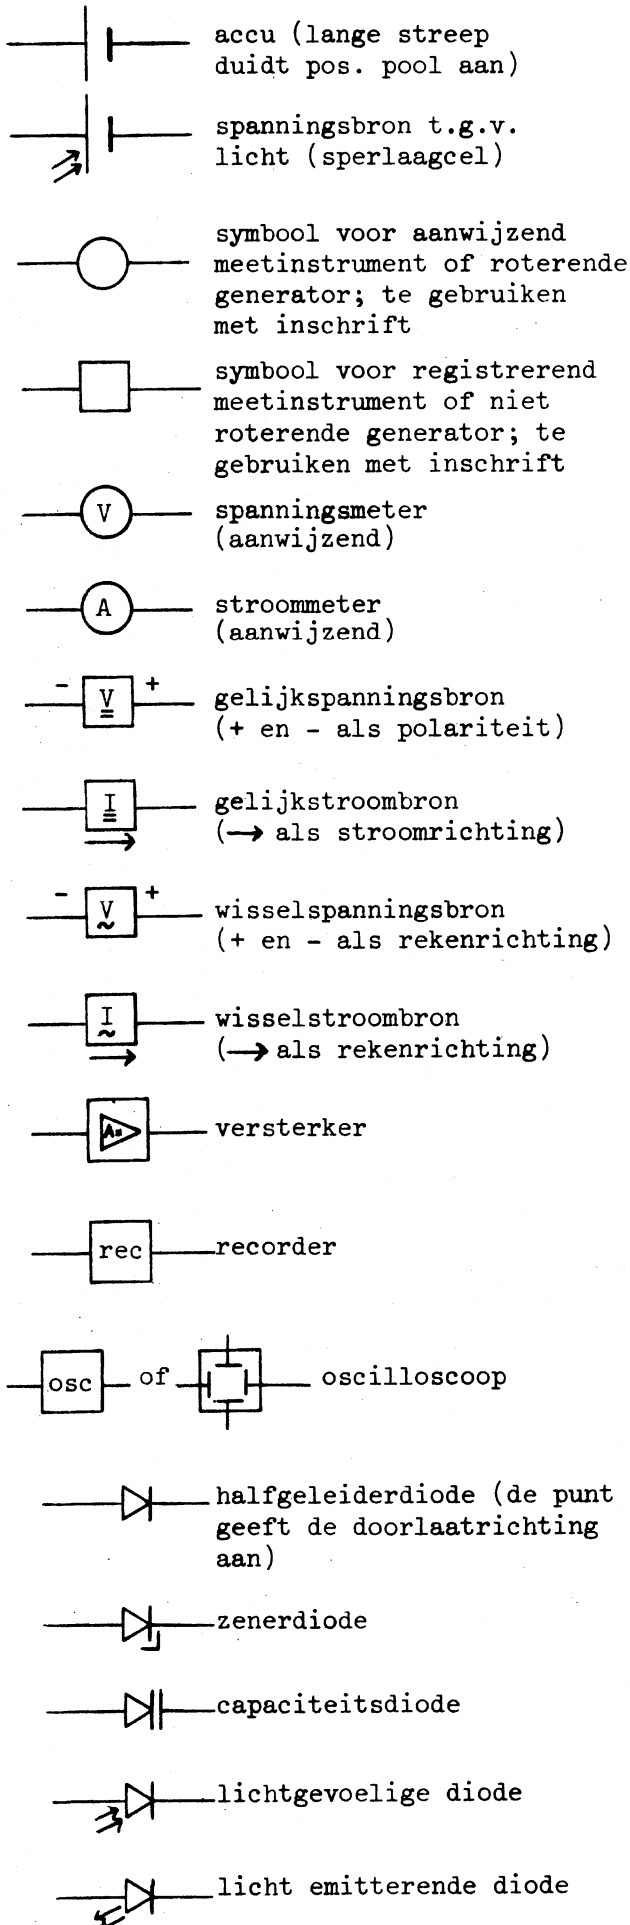 accu (lange streep
duidt pos. pool aan)
spanningsbron t.g.v.
licht (sperlaagcel)
symbool voor aanwijzend
meetinstrument of roterende
generator; te gebruiken
met inschrift
symbool voor registrerend
meetinstrument of niet
roterende generator; te
gebruiken met inschrift
V spanningsmeter
(aanwijzend)
A stroommeter
(aanwijzend)
- V = + gelijkspanningsbron
(+ en - als polariteit)
I = gelijkstroombron
(→ als stroomrichting)
- V ~ + wisselspanningsbron
(+ en - als rekenrichting)
I ~ wisselstroombron
(→ als rekenrichting)
A= versterker
rec recorder
osc of oscilloscoop
halfgeleiderdiode (de punt
geeft de doorlaatrichting
aan)
zenerdiode
capaciteitsdiode
lichtgevoelige diode
licht emitterende diode